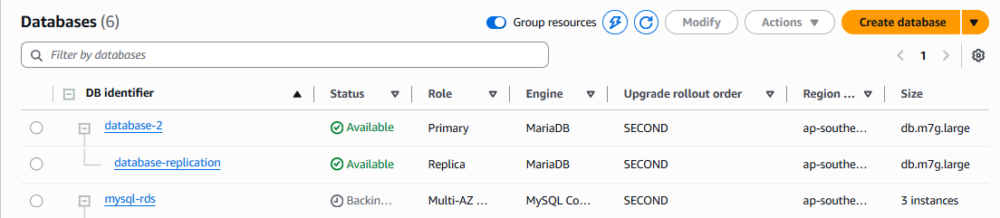 Databases (6) Group resources Modify Actions Create database
Filter by databases 1
DB identifier Status Role Engine Upgrade rollout order Region ... Size
database-2 Available Primary MariaDB SECOND ap-southe... db.m7g.large
database-replication Available Replica MariaDB SECOND ap-southe... db.m7g.large
mysql-rds Backin... Multi-AZ ... MySQL Co... SECOND ap-southe... 3 instances